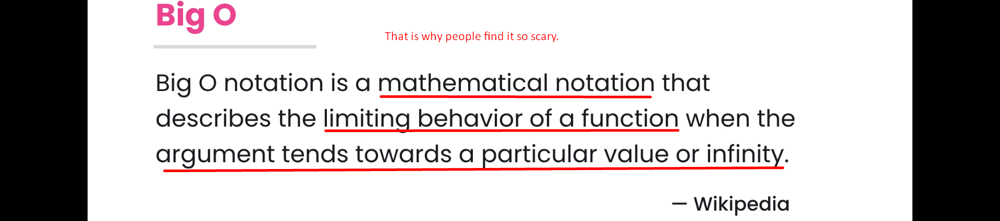 Big O
That is why people find it so scary.
Big O notation is a mathematical notation that
describes the limiting behavior of a function when the
argument tends towards a particular value or infinity.
— Wikipedia